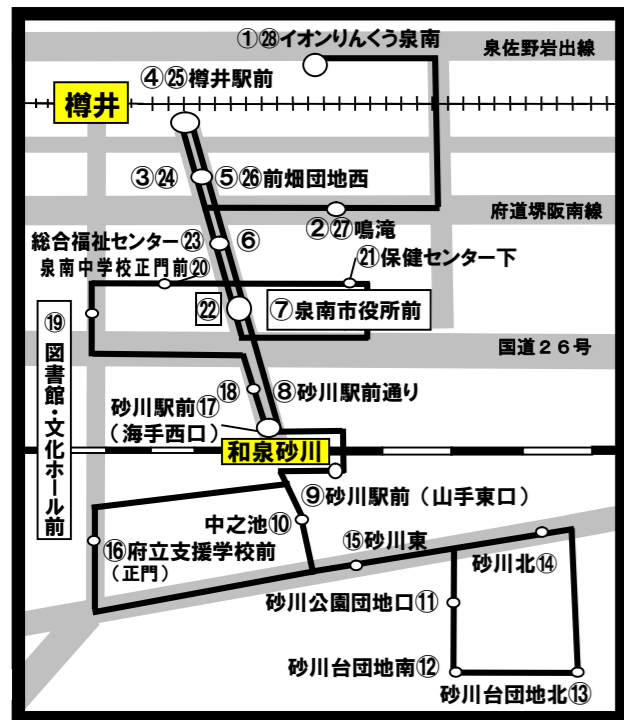 ①㉘イオンりんくう泉南
泉佐野岩出線
④㉕樽井駅前
樽井
③㉔
⑤㉖前畑団地西
府道堺阪南線
②㉗鳴滝
総合福祉センター㉓
⑥
泉南中学校正門前⑳
㉑保健センター下
㉒
⑦泉南市役所前
⑲図書館・文化ホール前
国道26号
⑱
⑧砂川駅前通り
砂川駅前⑰
（海手西口）
和泉砂川
⑨砂川駅前（山手東口）
中之池⑩
⑮砂川東
⑯府立支援学校前
（正門）
砂川北⑭
砂川公園団地口⑪
砂川台団地南⑫
砂川台団地北⑬